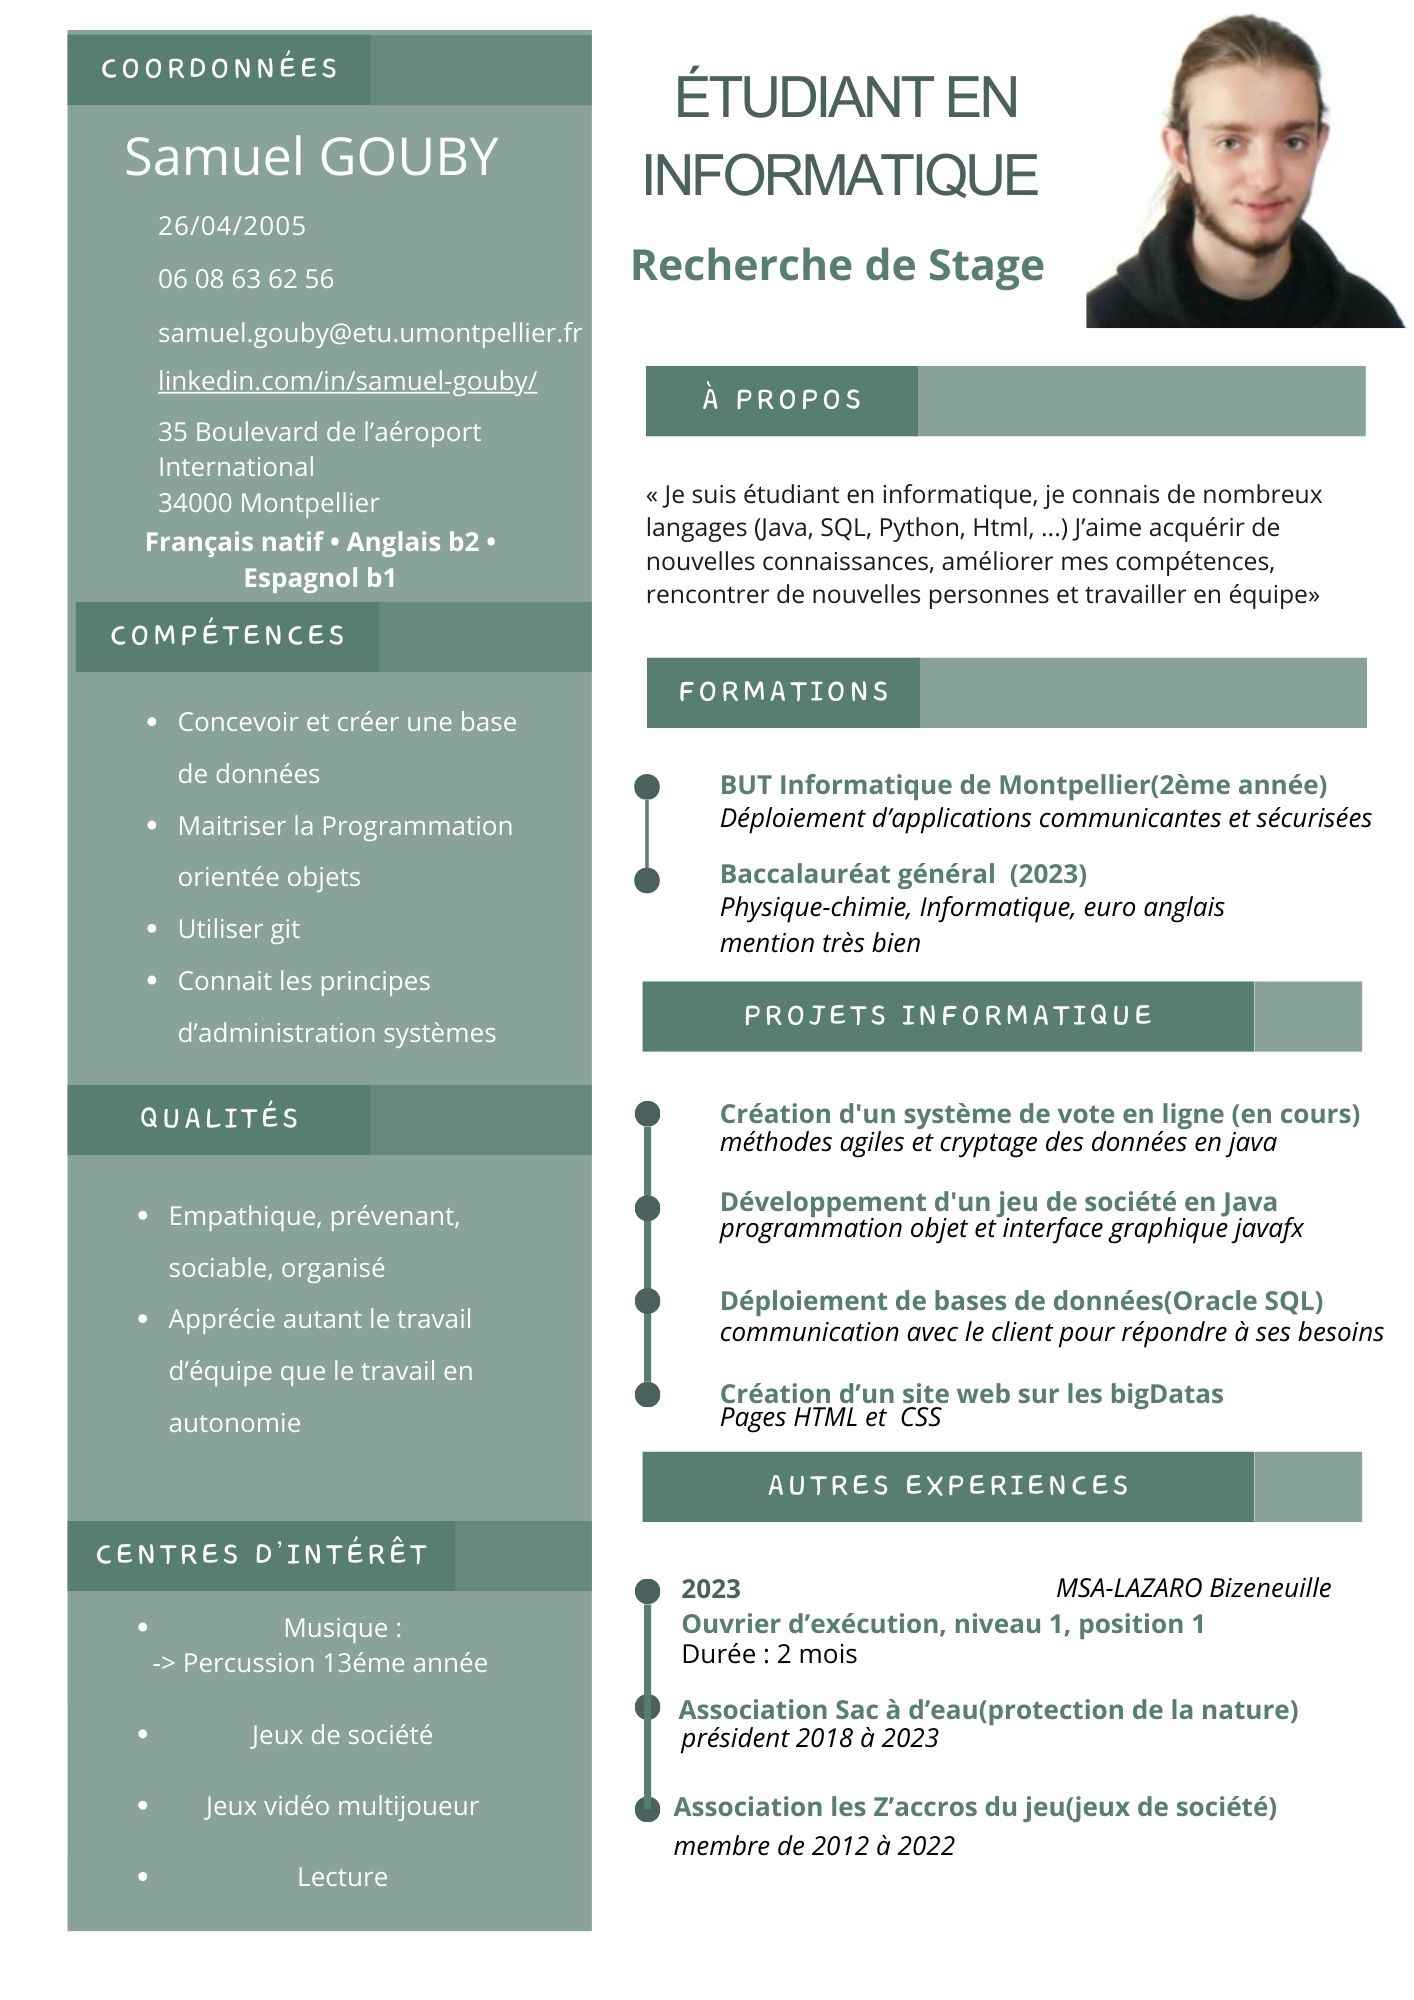 COORDONNÉES
Samuel GOUBY
26/04/2005
06 08 63 62 56
samuel.gouby@etu.umontpellier.fr
linkedin.com/in/samuel-gouby/
35 Boulevard de l’aéroport
International
34000 Montpellier
Français natif • Anglais b2 •
Espagnol b1
COMPÉTENCES
• Concevoir et créer une base
de données
• Maitriser la Programmation
orientée objets
• Utiliser git
• Connait les principes
d’administration systèmes
QUALITÉS
• Empathique, prévenant,
sociable, organisé
• Apprécie autant le travail
d’équipe que le travail en
autonomie
CENTRES D’INTÉRÊT
• Musique :
-> Percussion 13éme année
• Jeux de société
• Jeux vidéo multijoueur
• Lecture
ÉTUDIANT EN
INFORMATIQUE
Recherche de Stage
À PROPOS
« Je suis étudiant en informatique, je connais de nombreux
langages (Java, SQL, Python, Html, ...) J’aime acquérir de
nouvelles connaissances, améliorer mes compétences,
rencontrer de nouvelles personnes et travailler en équipe»
FORMATIONS
BUT Informatique de Montpellier(2ème année)
Déploiement d’applications communicantes et sécurisées
Baccalauréat général (2023)
Physique-chimie, Informatique, euro anglais
mention très bien
PROJETS INFORMATIQUE
Création d'un système de vote en ligne (en cours)
méthodes agiles et cryptage des données en java
Développement d'un jeu de société en Java
programmation objet et interface graphique javafx
Déploiement de bases de données(Oracle SQL)
communication avec le client pour répondre à ses besoins
Création d’un site web sur les bigDatas
Pages HTML et CSS
AUTRES EXPERIENCES
2023 MSA-LAZARO Bizeneuille
Ouvrier d’exécution, niveau 1, position 1
Durée : 2 mois
Association Sac à d’eau(protection de la nature)
président 2018 à 2023
Association les Z’accros du jeu(jeux de société)
membre de 2012 à 2022